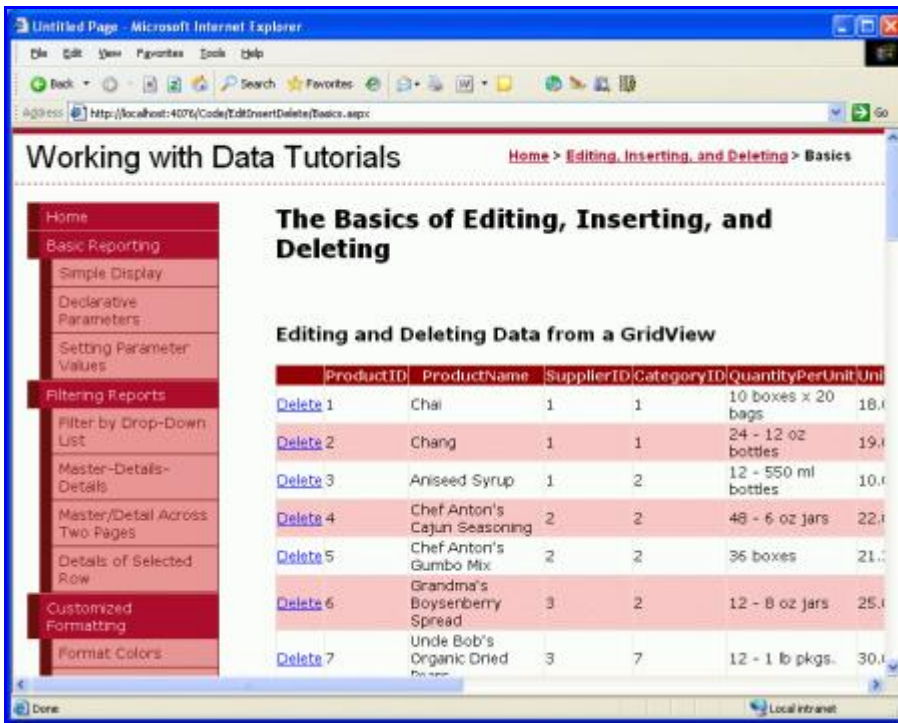 Untitled Page - Microsoft Internet Explorer
File Edit View Favorites Tools Help
Back Search Favorites
Address http://localhost:4076/Code/EditInsertDelete/Basics.aspx Go
Working with Data Tutorials
Home > Editing, Inserting, and Deleting > Basics
Home
Basic Reporting
Simple Display
Declarative
Parameters
Setting Parameter
Values
Filtering Reports
Filter by Drop-Down
List
Master-Details-
Details
Master/Detail Across
Two Pages
Details of Selected
Row
Customized
Formatting
Format Colors
The Basics of Editing, Inserting, and
Deleting
Editing and Deleting Data from a GridView
ProductID ProductName SupplierID CategoryID QuantityPerUnit Uni
Delete 1 Chai 1 1 10 boxes x 20 bags 18.
Delete 2 Chang 1 1 24 - 12 oz bottles 19.
Delete 3 Aniseed Syrup 1 2 12 - 550 ml bottles 10.
Delete 4 Chef Anton's Cajun Seasoning 2 2 48 - 6 oz jars 22.
Delete 5 Chef Anton's Gumbo Mix 2 2 36 boxes 21.
Delete 6 Grandma's Boysenberry Spread 3 2 12 - 8 oz jars 25.
Delete 7 Uncle Bob's Organic Dried 3 7 12 - 1 lb pkgs. 30.
Done
Local intranet